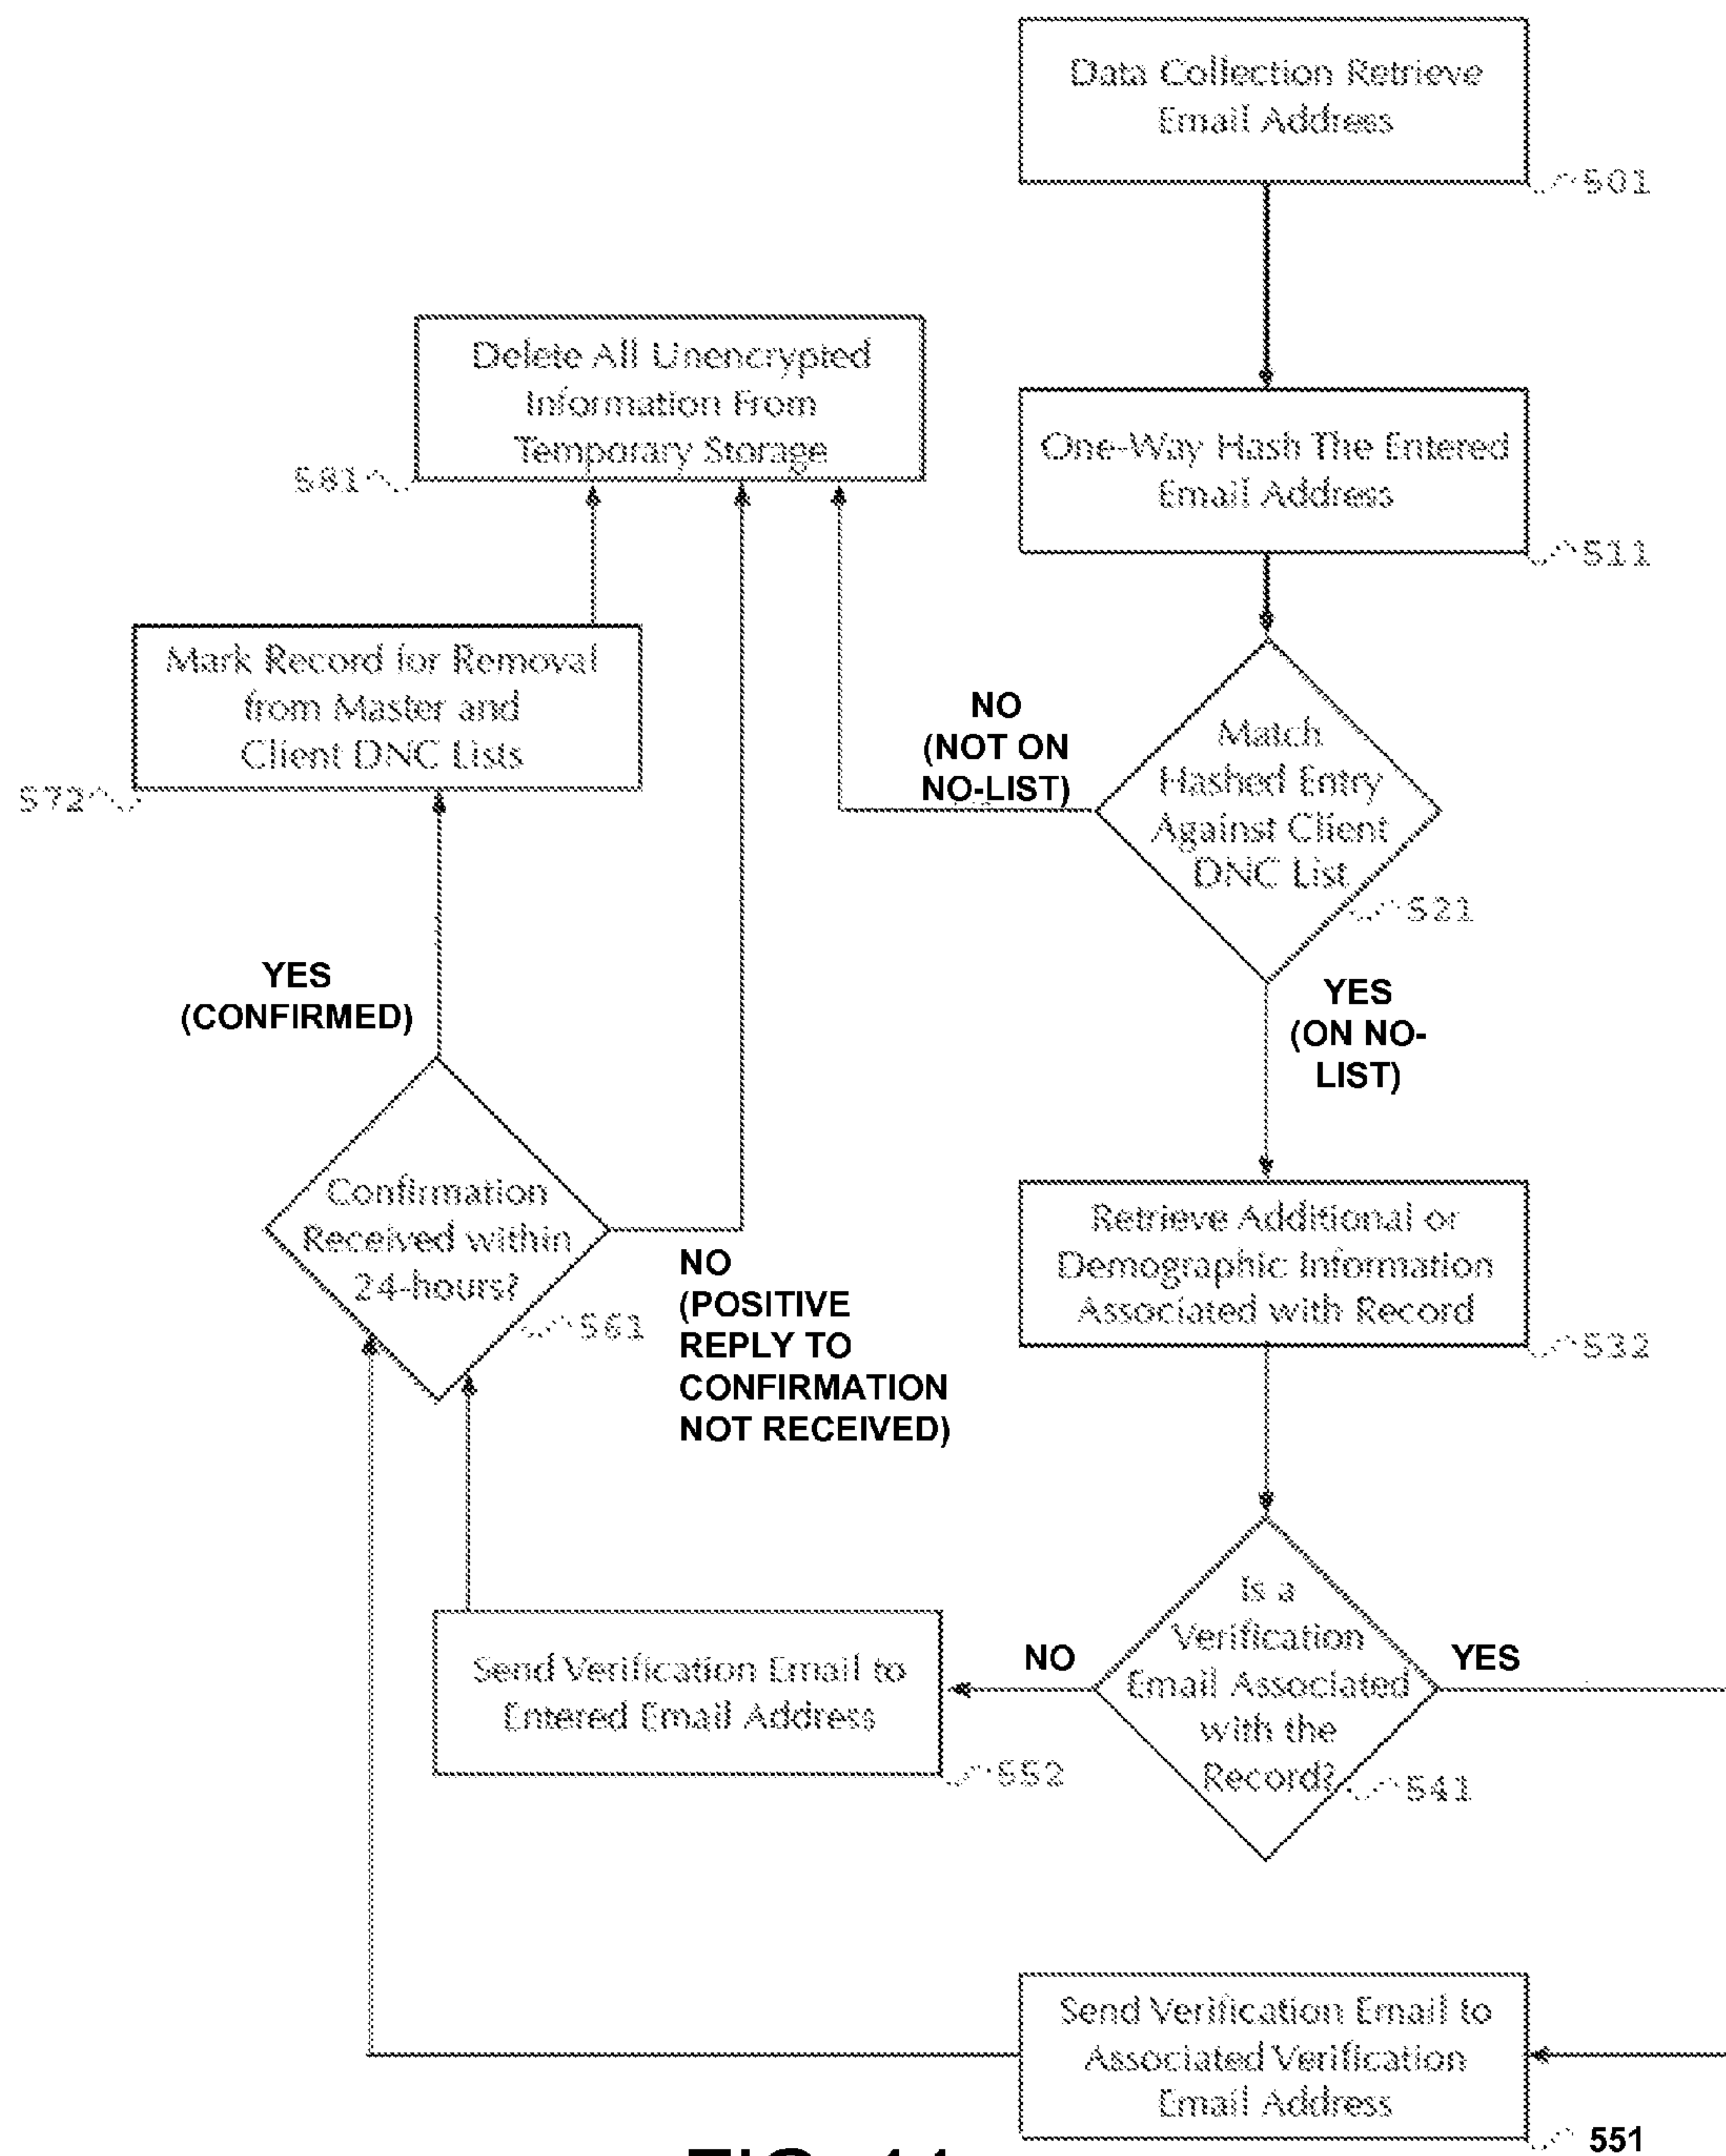 Data Collection Retrieve
Email Address
501
Delete All Unencrypted
Information From
Temporary Storage
581
One-Way Hash The Entered
Email Address
511
Mark Record for Removal
from Master and
Client DNC Lists
572
NO
(NOT ON
NO-LIST)
Match
Hashed Entry
Against Client
DNC List
521
YES
(CONFIRMED)
YES
(ON NO-
LIST)
Confirmation
Received within
24-hours?
561
NO
(POSITIVE
REPLY TO
CONFIRMATION
NOT RECEIVED)
Retrieve Additional or
Demographic Information
Associated with Record
532
Is a
Verification
Email Associated
with the
Record?
541
NO
YES
Send Verification Email to
Entered Email Address
552
Send Verification Email to
Associated Verification
Email Address
551